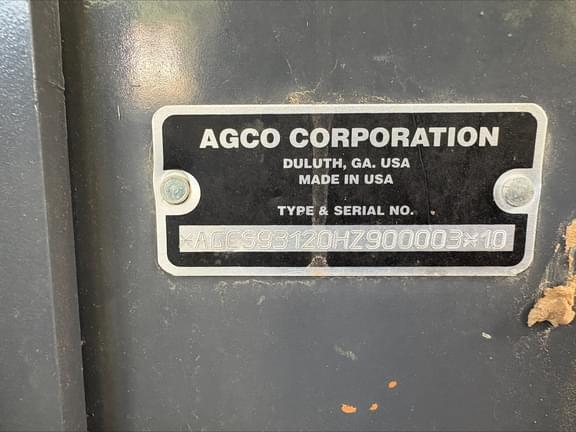 AGCO CORPORATION
DULUTH, GA. USA
MADE IN USA
TYPE & SERIAL NO.
*AGCS93120HZ900003*10